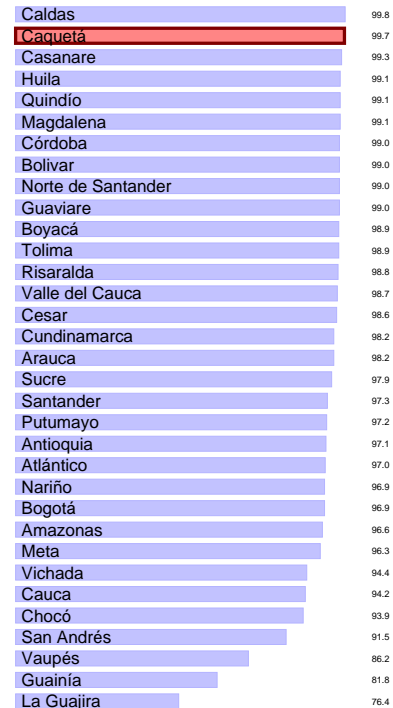 Caldas 99.8
Caquetá 99.7
Casanare 99.3
Huila 99.1
Quindío 99.1
Magdalena 99.1
Córdoba 99.0
Bolivar 99.0
Norte de Santander 99.0
Guaviare 99.0
Boyacá 98.9
Tolima 98.9
Risaralda 98.8
Valle del Cauca 98.7
Cesar 98.6
Cundinamarca 98.2
Arauca 98.2
Sucre 97.9
Santander 97.3
Putumayo 97.2
Antioquia 97.1
Atlántico 97.0
Nariño 96.9
Bogotá 96.9
Amazonas 96.6
Meta 96.3
Vichada 94.4
Cauca 94.2
Chocó 93.9
San Andrés 91.5
Vaupés 86.2
Guainía 81.8
La Guajira 76.4